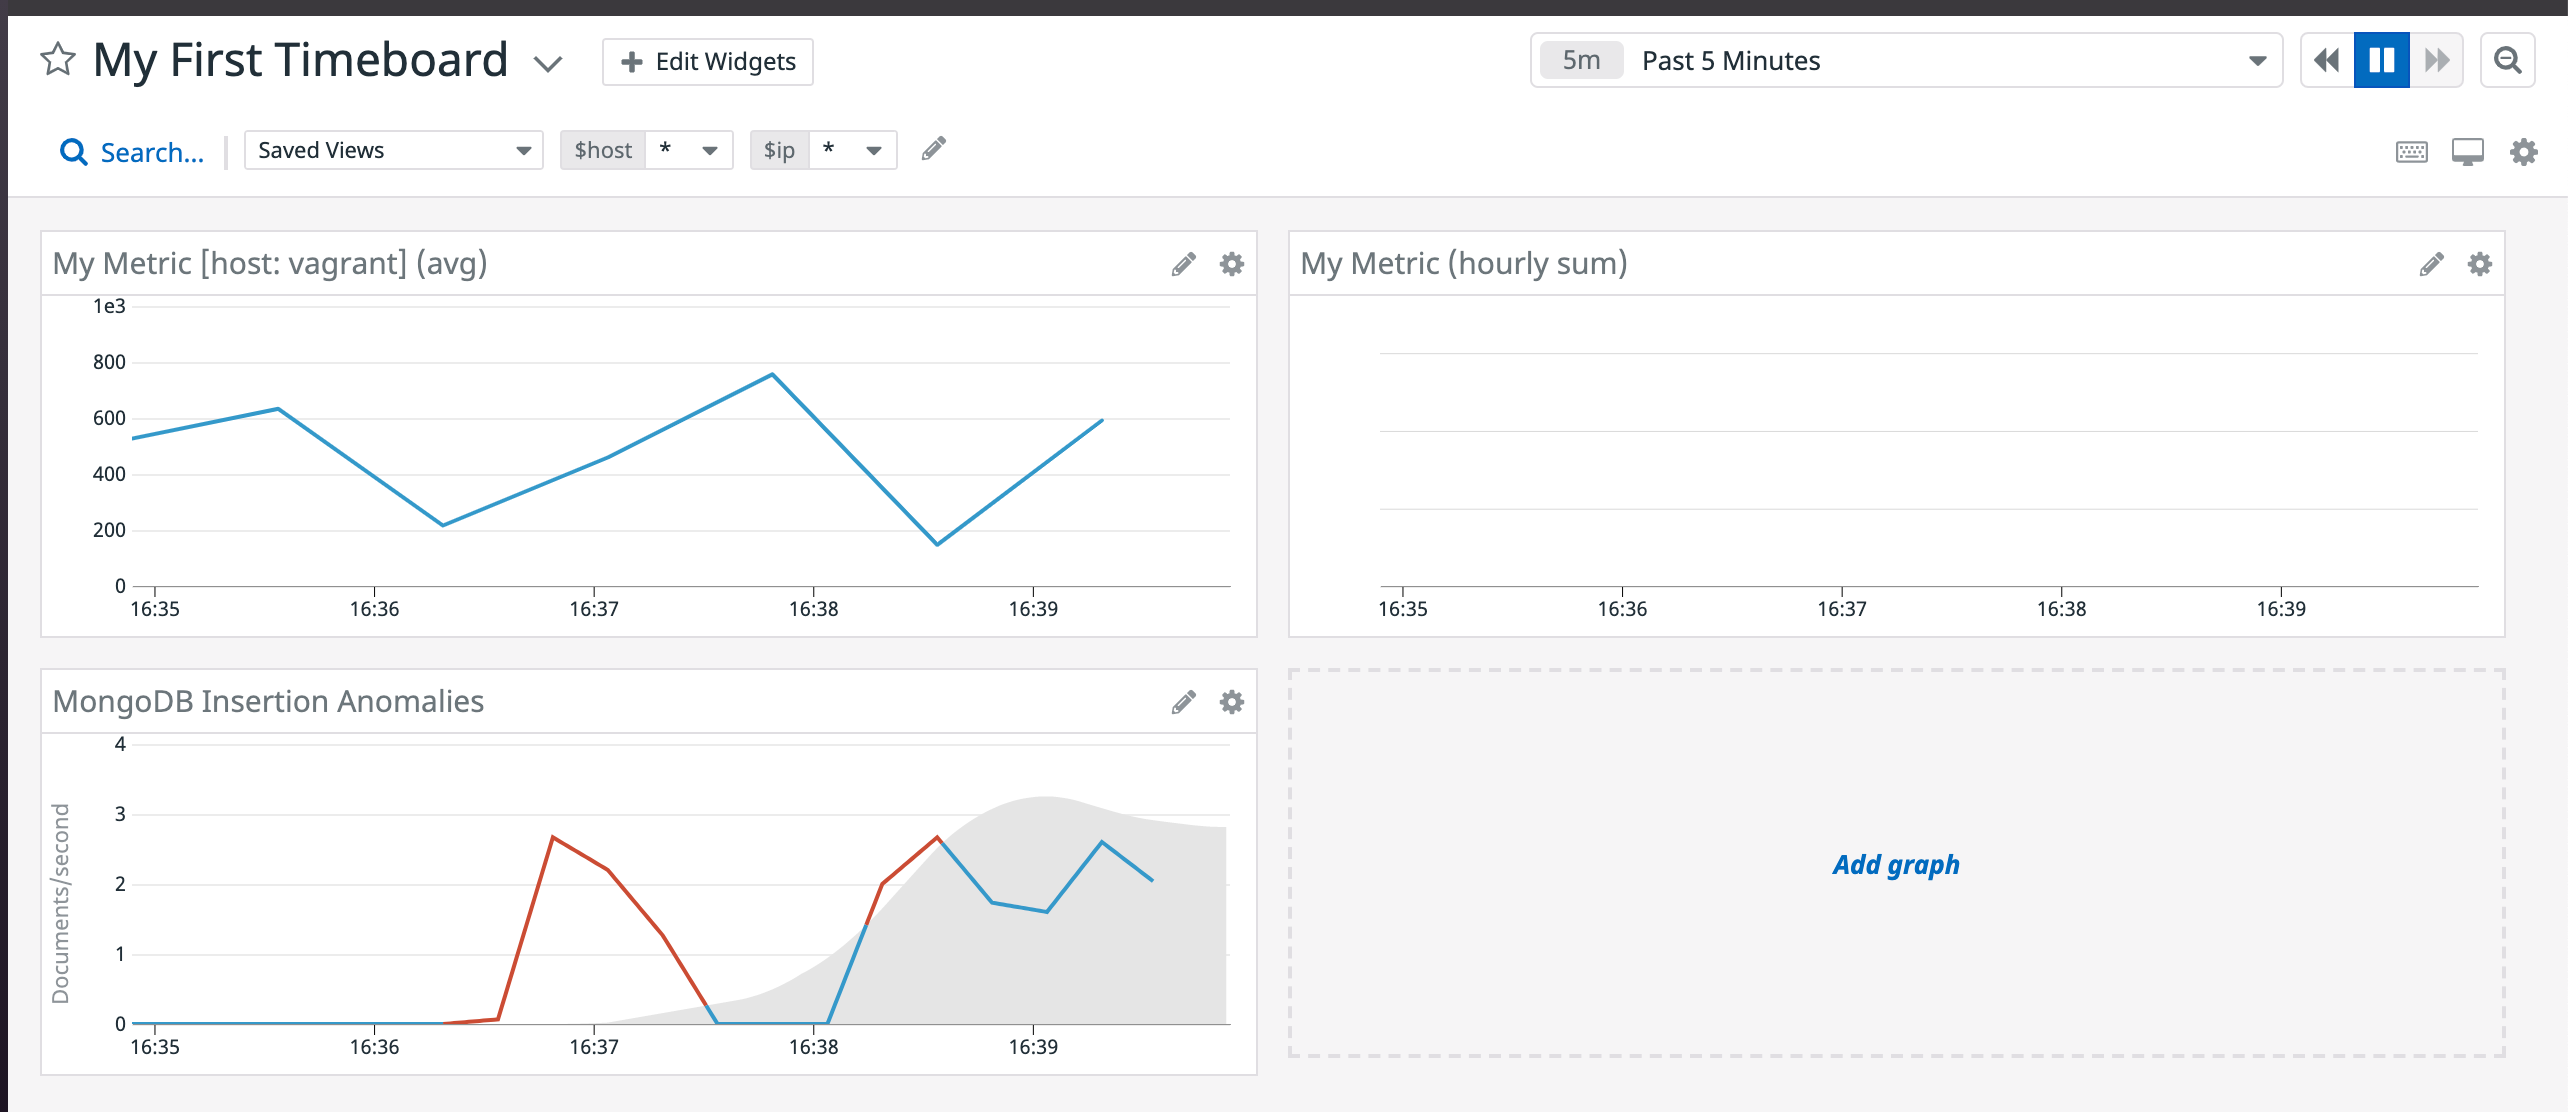 My First Timeboard
Edit Widgets
5m Past 5 Minutes
Search...
Saved Views
$host *
$ip *
My Metric [host: vagrant] (avg)
1e3
800
600
400
200
0
16:35 16:36 16:37 16:38 16:39
My Metric (hourly sum)
16:35 16:36 16:37 16:38 16:39
MongoDB Insertion Anomalies
Documents/second
4
3
2
1
0
16:35 16:36 16:37 16:38 16:39
Add graph